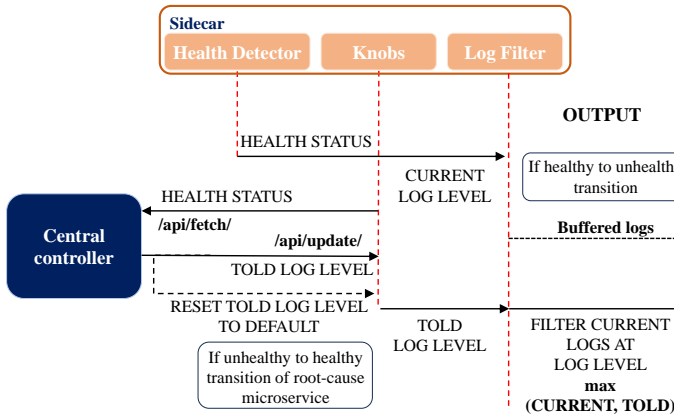 Sidecar
Health Detector
Knobs
Log Filter
OUTPUT
HEALTH STATUS
If healthy to unhealth
transition
CURRENT
LOG LEVEL
HEALTH STATUS
/api/fetch/
Buffered logs
Central
controller
/api/update/
TOLD LOG LEVEL
RESET TOLD LOG LEVEL
TO DEFAULT
TOLD
LOG LEVEL
FILTER CURRENT
LOGS AT
LOG LEVEL
max
(CURRENT, TOLD)
If unhealthy to healthy
transition of root-cause
microservice